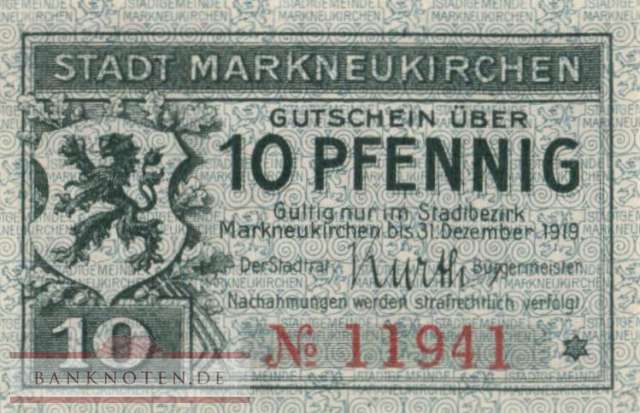 STADT MARKNEUKIRCHEN
GUTSCHEIN ÜBER
10 PFENNIG
Gültig nur im Stadtbezirk
Markneukirchen bis 31. Dezember 1919
Der Stadtrat Kurth Bürgermeister
Nachahmungen werden strafrechtlich verfolgt
10
№ 11941
BANKNOTEN.DE